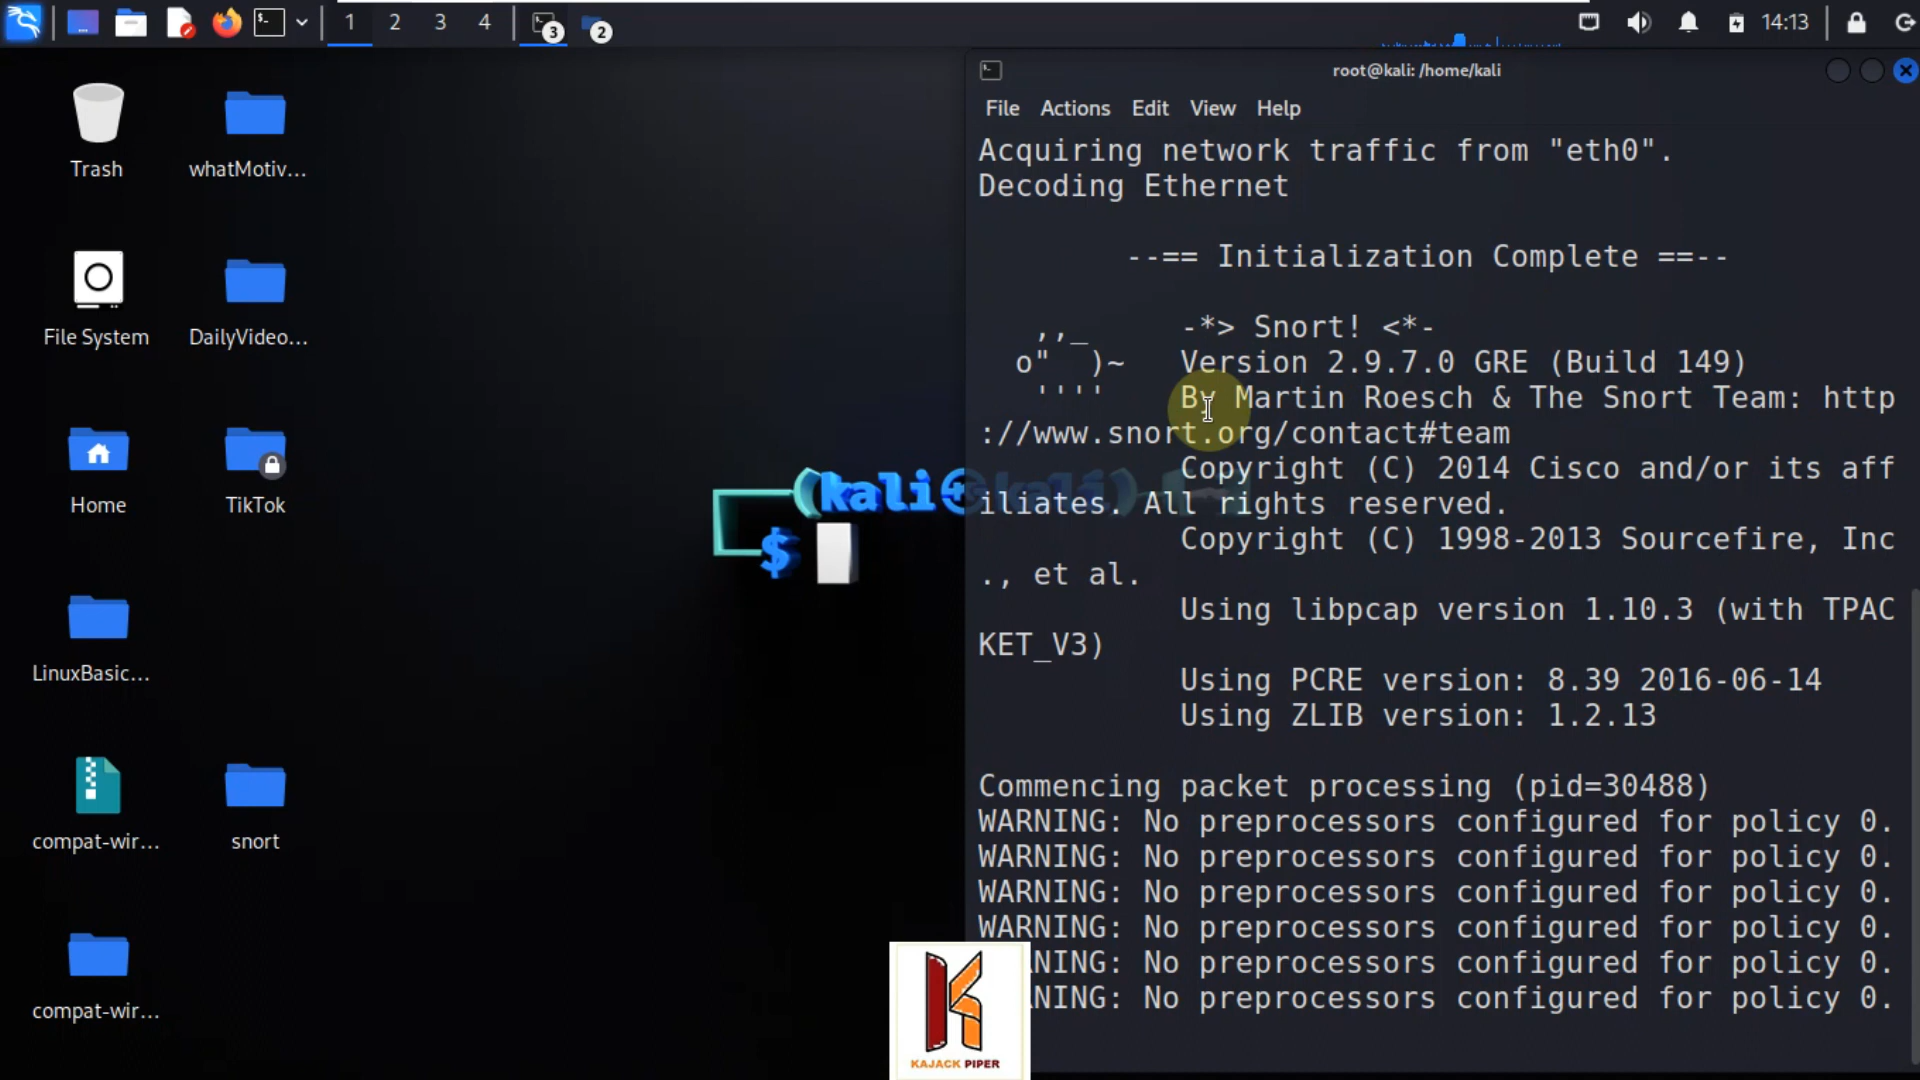 1 2 3 4 3 2 14:13
root@kali: /home/kali
File Actions Edit View Help
Trash
whatMotiv...
File System
DailyVideo...
Home
TikTok
LinuxBasic...
compat-wir...
snort
compat-wir...
(kali
$
Acquiring network traffic from "eth0".
Decoding Ethernet
--== Initialization Complete ==--
,,_     -*> Snort! <*-
o"  )~   Version 2.9.7.0 GRE (Build 149)
''''    By Martin Roesch & The Snort Team: http
://www.snort.org/contact#team
Copyright (C) 2014 Cisco and/or its aff
iliates. All rights reserved.
Copyright (C) 1998-2013 Sourcefire, Inc
., et al.
Using libpcap version 1.10.3 (with TPAC
KET_V3)
Using PCRE version: 8.39 2016-06-14
Using ZLIB version: 1.2.13
Commencing packet processing (pid=30488)
WARNING: No preprocessors configured for policy 0.
WARNING: No preprocessors configured for policy 0.
WARNING: No preprocessors configured for policy 0.
WARNING: No preprocessors configured for policy 0.
RNING: No preprocessors configured for policy 0.
RNING: No preprocessors configured for policy 0.
KAJACK PIPER